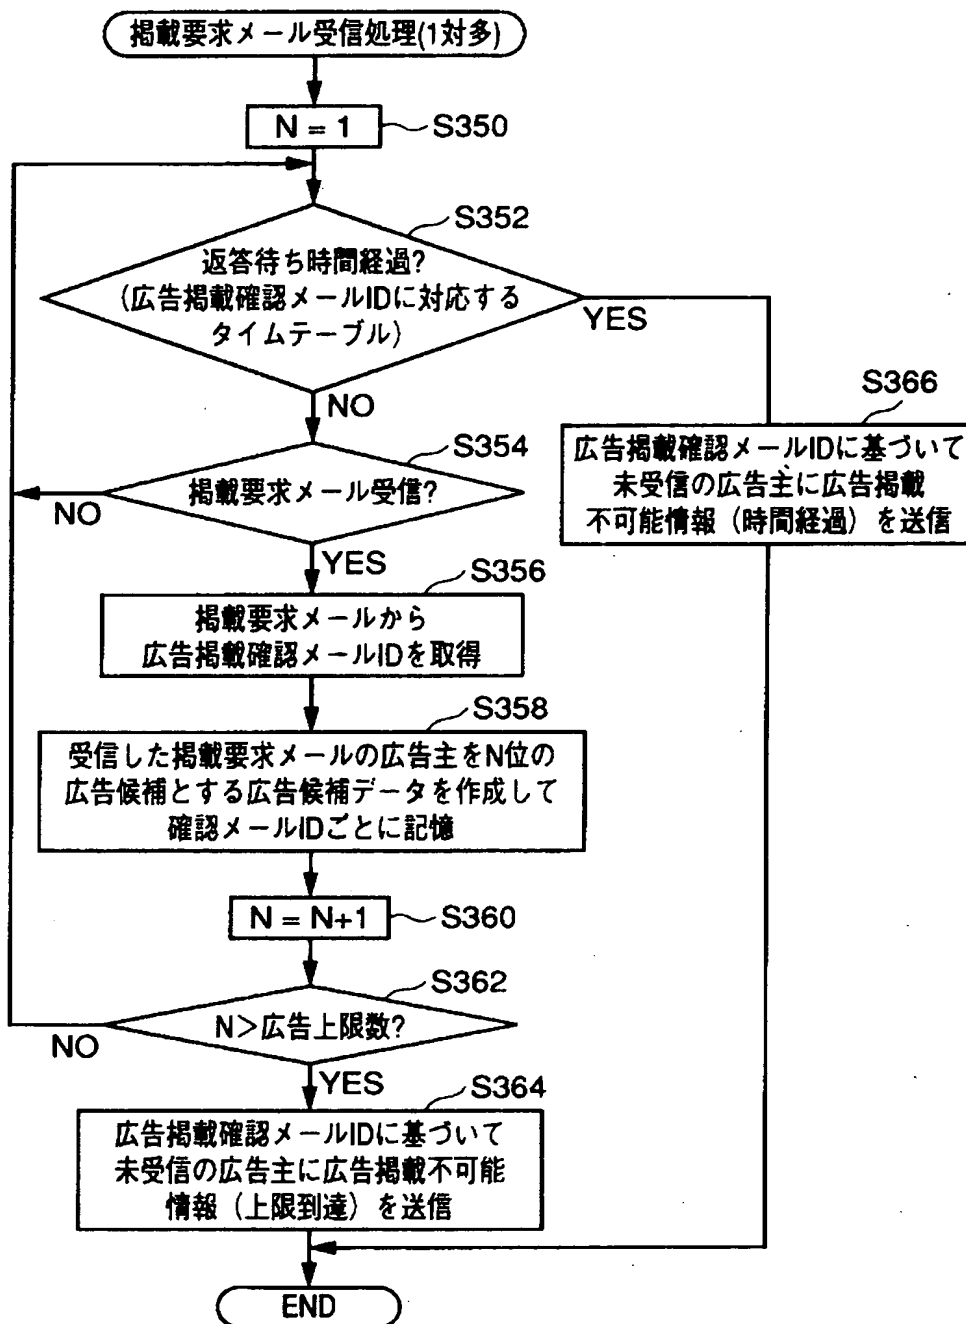 掲載要求メール受信処理(1対多)
N = 1
S350
S352
返答待ち時間経過?
(広告掲載確認メールIDに対応する
タイムテーブル)
YES
NO
S366
広告掲載確認メールIDに基づいて
未受信の広告主に広告掲載
不可能情報(時間経過)を送信
S354
掲載要求メール受信?
NO
YES
S356
掲載要求メールから
広告掲載確認メールIDを取得
S358
受信した掲載要求メールの広告主をN位の
広告候補とする広告候補データを作成して
確認メールIDごとに記憶
N = N+1
S360
S362
N>広告上限数?
NO
YES
S364
広告掲載確認メールIDに基づいて
未受信の広告主に広告掲載不可能
情報(上限到達)を送信
END